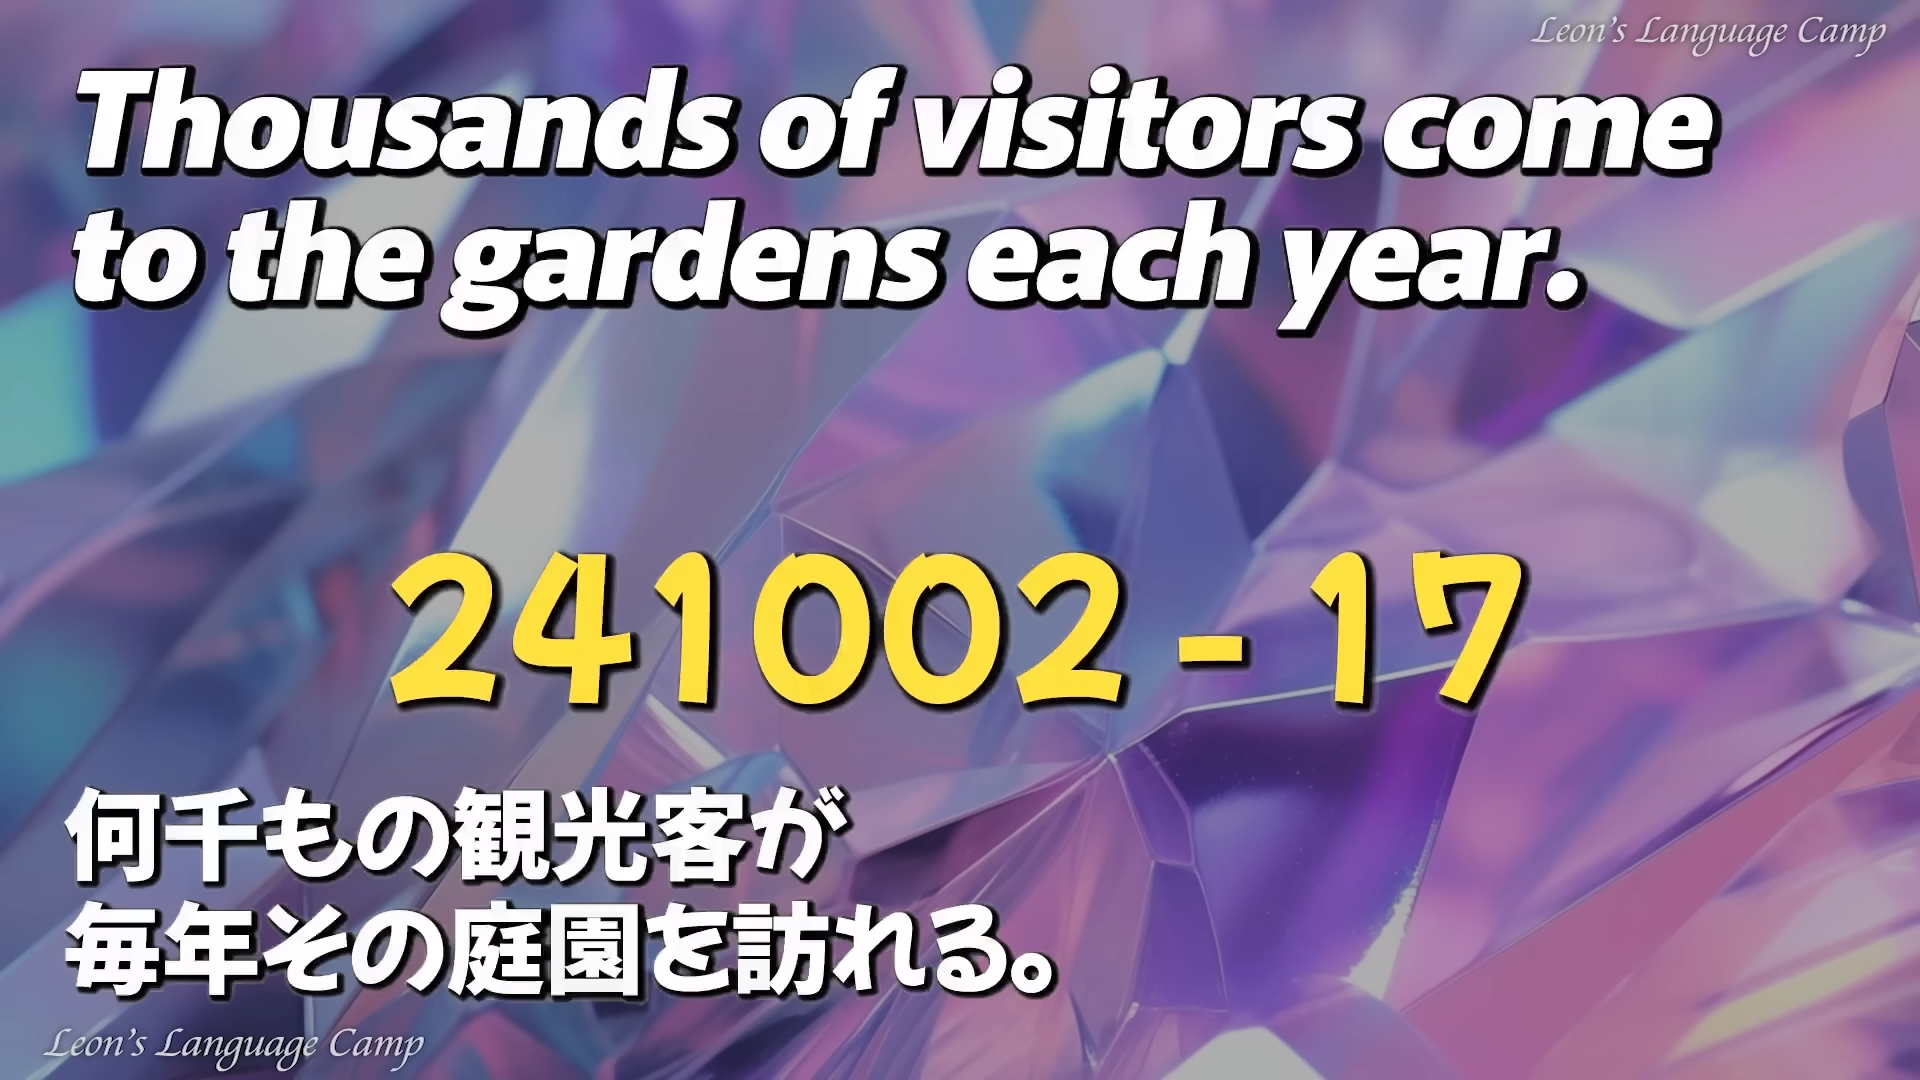 Leon's Language Camp
Thousands of visitors come
to the gardens each year.
241002-17
何千もの観光客が
毎年その庭園を訪れる。
Leon's Language Camp